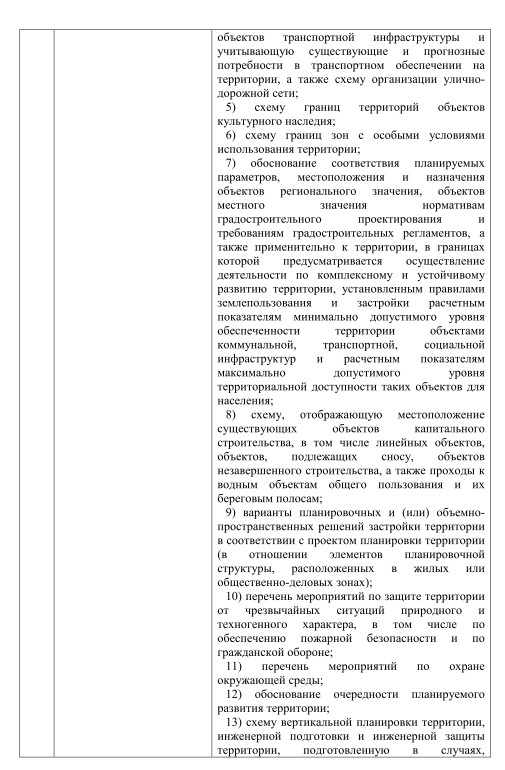 объектов транспортной инфраструктуры и
учитывающую существующие и прогнозные
потребности в транспортном обеспечении на
территории, а также схему организации улично-
дорожной сети;
5) схему границ территорий объектов
культурного наследия;
6) схему границ зон с особыми условиями
использования территории;
7) обоснование соответствия планируемых
параметров, местоположения и назначения
объектов регионального значения, объектов
местного значения нормативам
градостроительного проектирования и
требованиям градостроительных регламентов, а
также применительно к территории, в границах
которой предусматривается осуществление
деятельности по комплексному и устойчивому
развитию территории, установленным правилами
землепользования и застройки расчетным
показателям минимально допустимого уровня
обеспеченности территории объектами
коммунальной, транспортной, социальной
инфраструктур и расчетным показателям
максимально допустимого уровня
территориальной доступности таких объектов для
населения;
8) схему, отображающую местоположение
существующих объектов капитального
строительства, в том числе линейных объектов,
объектов, подлежащих сносу, объектов
незавершенного строительства, а также проходы к
водным объектам общего пользования и их
береговым полосам;
9) варианты планировочных и (или) объемно-
пространственных решений застройки территории
в соответствии с проектом планировки территории
(в отношении элементов планировочной
структуры, расположенных в жилых или
общественно-деловых зонах);
10) перечень мероприятий по защите территории
от чрезвычайных ситуаций природного и
техногенного характера, в том числе по
обеспечению пожарной безопасности и по
гражданской обороне;
11) перечень мероприятий по охране
окружающей среды;
12) обоснование очередности планируемого
развития территории;
13) схему вертикальной планировки территории,
инженерной подготовки и инженерной защиты
территории, подготовленную в случаях,